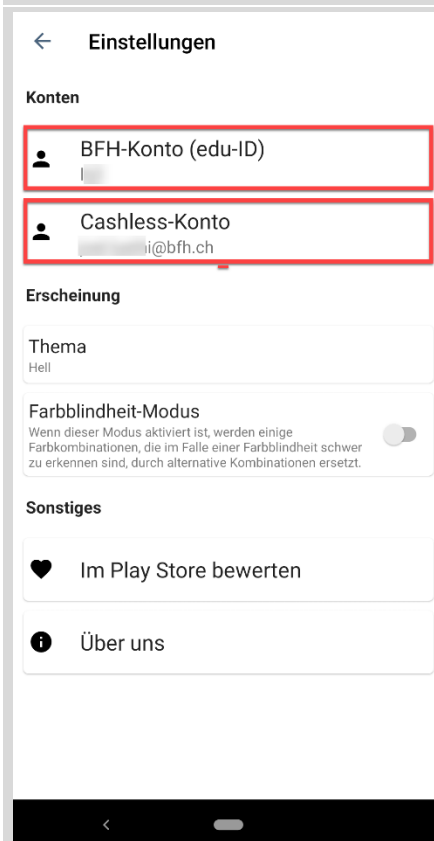 Einstellungen
Konten
BFH-Konto (edu-ID)
Cashless-Konto
i@bfh.ch
Erscheinung
Thema
Hell
Farbblindheit-Modus
Wenn dieser Modus aktiviert ist, werden einige
Farbkombinationen, die im Falle einer Farbblindheit schwer
zu erkennen sind, durch alternative Kombinationen ersetzt.
Sonstiges
Im Play Store bewerten
Über uns